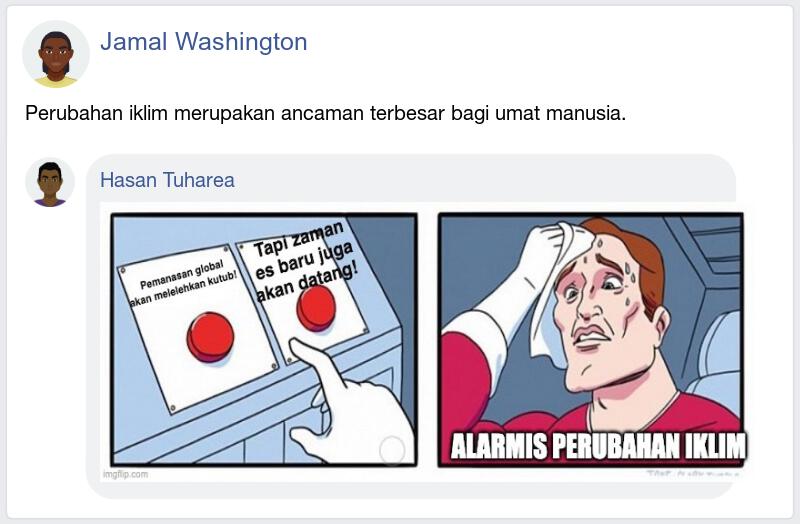 Jamal Washington
Perubahan iklim merupakan ancaman terbesar bagi umat manusia.
Hasan Tuharea
Pemanasan global
akan melelehkan kutub!
Tapi zaman
es baru juga
akan datang!
ALARMIS PERUBAHAN IKLIM
imgflip.com